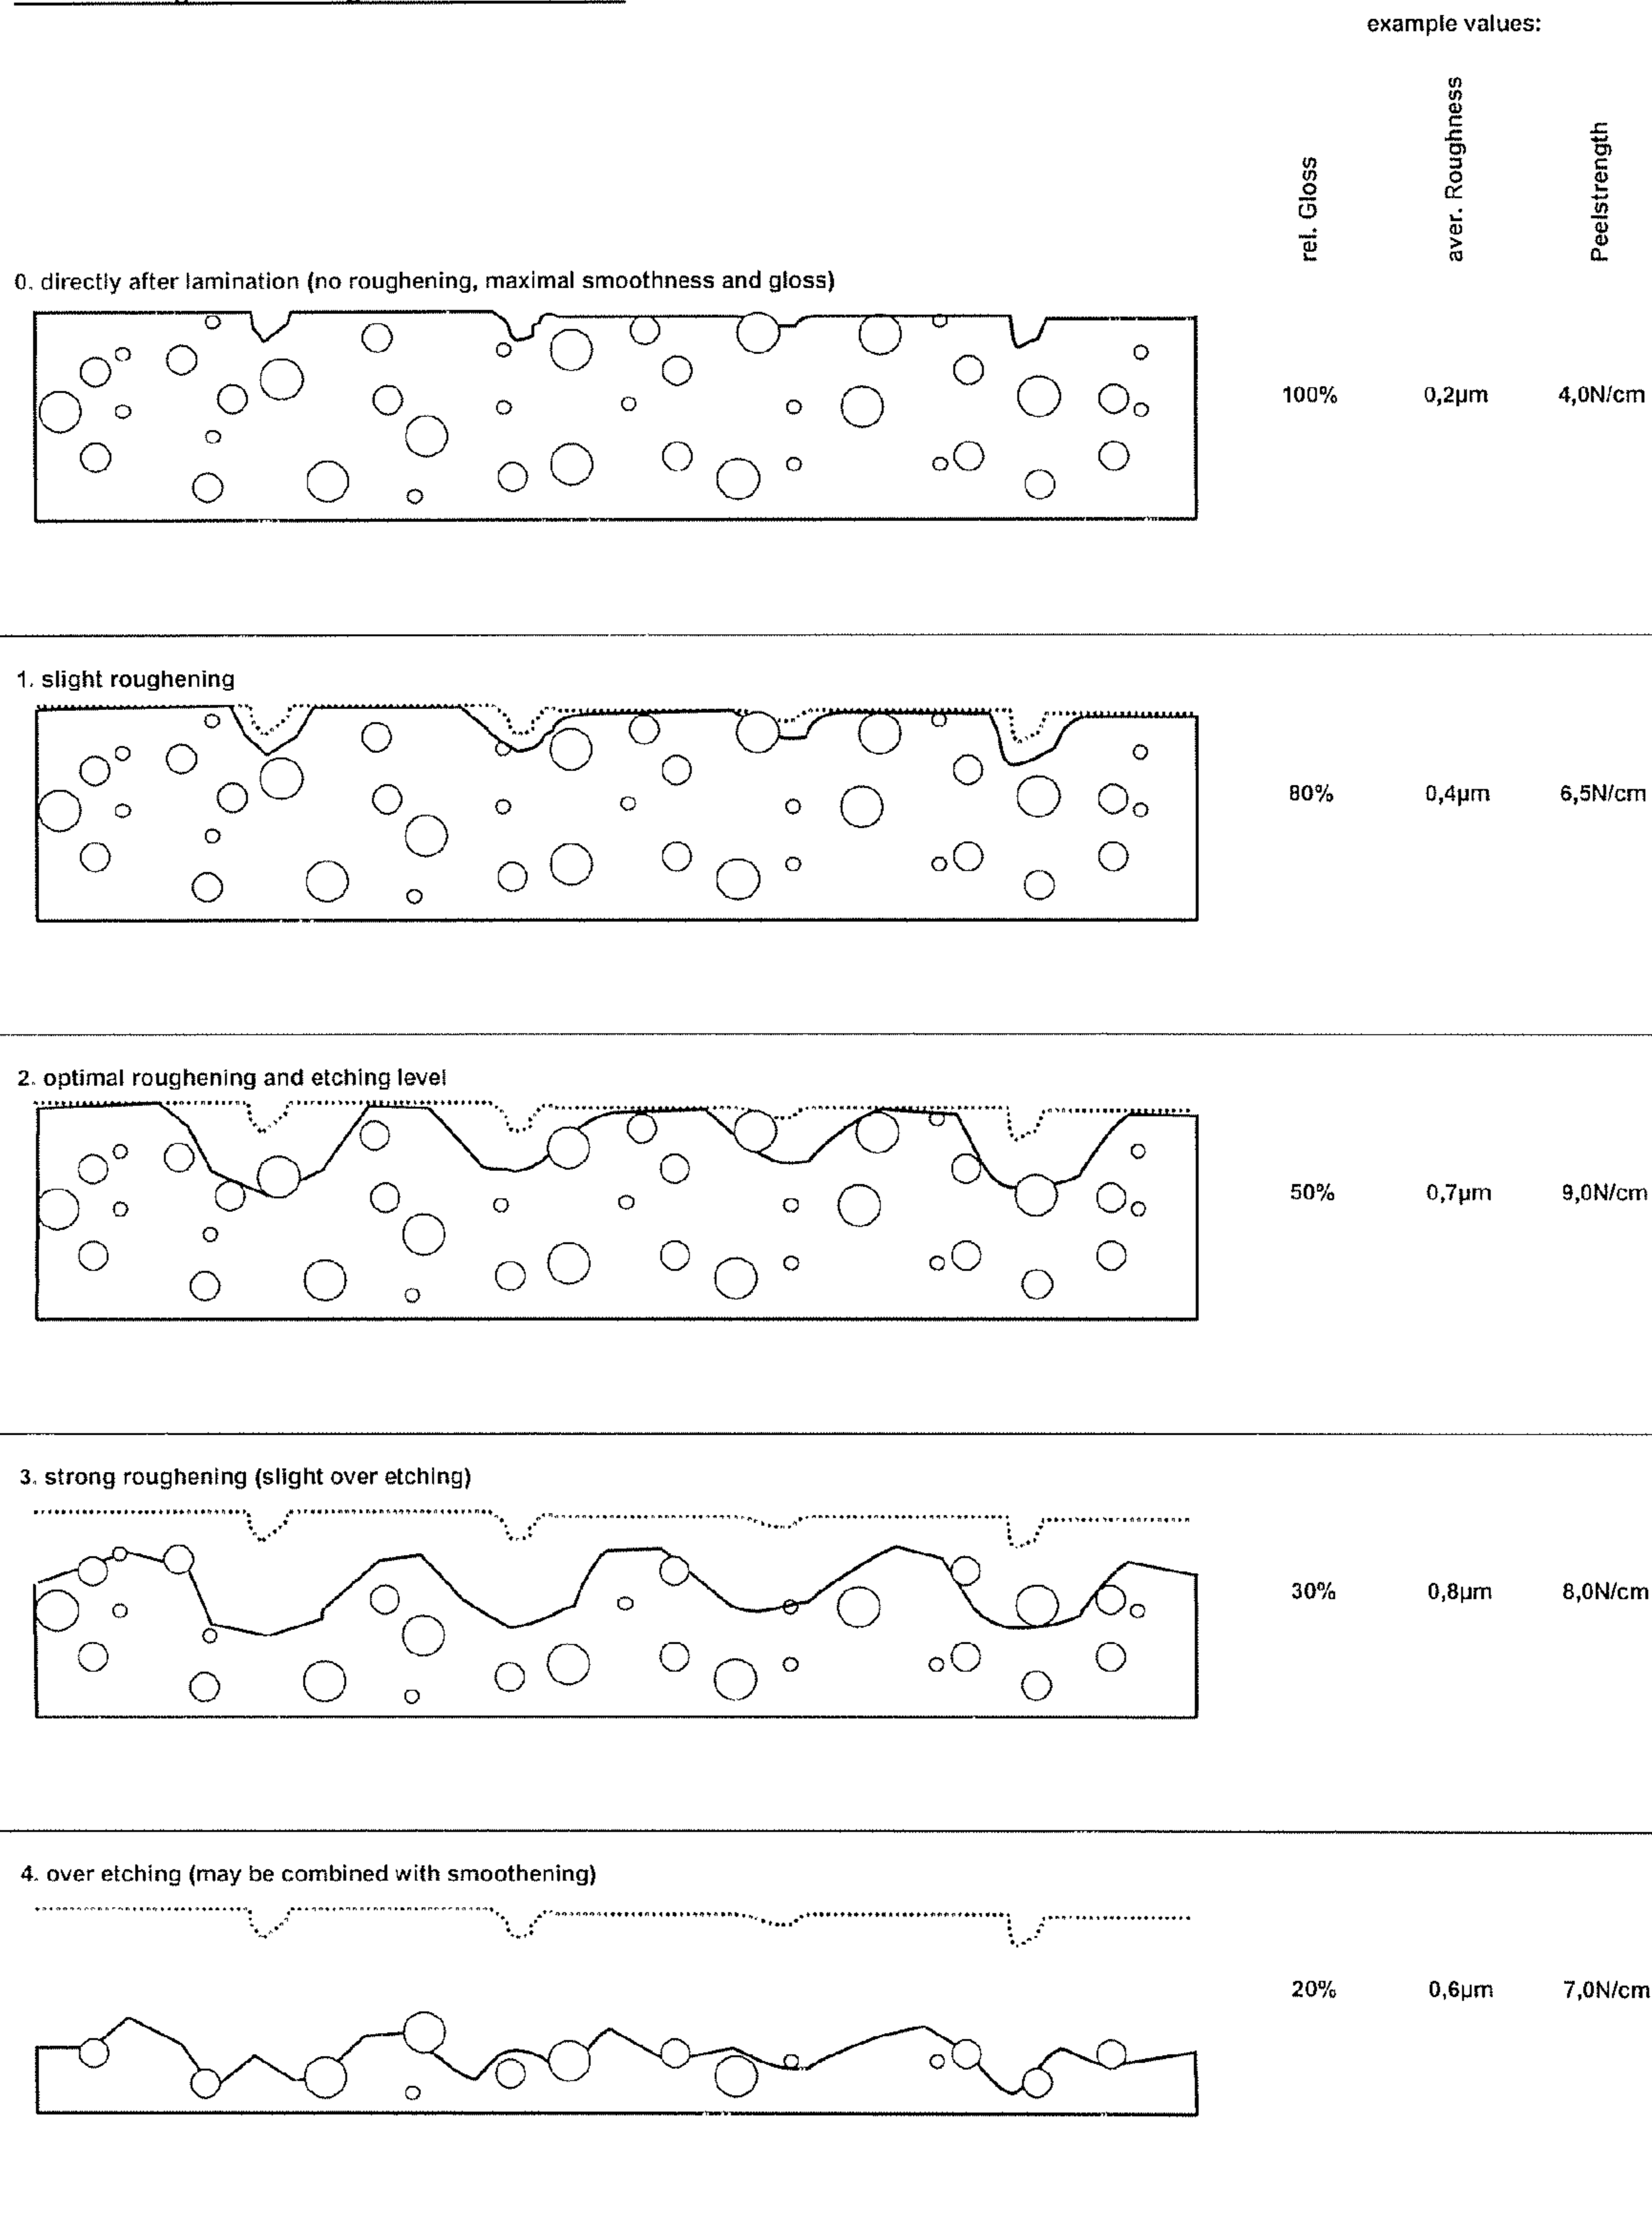 example values:
rel. Gloss
aver. Roughness
Peelstrength
0. directly after lamination (no roughening, maximal smoothness and gloss)
100% 0,2µm 4,0N/cm
1. slight roughening
80% 0,4µm 6,5N/cm
2. optimal roughening and etching level
50% 0,7µm 9,0N/cm
3. strong roughening (slight over etching)
30% 0,8µm 8,0N/cm
4. over etching (may be combined with smoothening)
20% 0,6µm 7,0N/cm